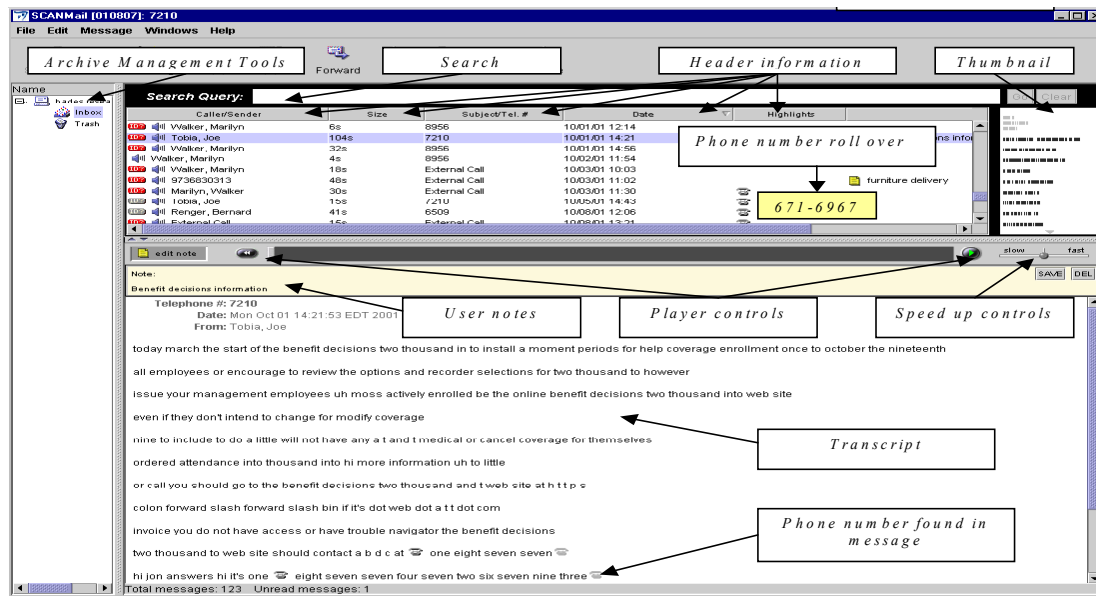 SCANMail [010807]: 7210
File Edit Message Windows Help
Archive Management Tools
Forward
Search
Header information
Thumbnail
Name
Search Query:
Go Clear
Inbox
Trash
Caller/Sender Size Subject/Tel. # Date Highlights
Walker, Marilyn 6s 8956 10/01/01 12:14
Tobia, Joe 104s 7210 10/01/01 14:21
Walker, Marilyn 32s 8956 10/01/01 14:56
Walker, Marilyn 4s 8956 10/02/01 11:54
Walker, Marilyn 18s External Call 10/03/01 10:03
9736830313 48s External Call 10/03/01 11:02 furniture delivery
Marilyn, Walker 30s External Call 10/03/01 11:30
Tobia, Joe 15s 7210 10/05/01 14:43
Renger, Bernard 41s 6509 10/08/01 12:06
External Call 15s External Call 10/08/01 13:21
Phone number roll over
671-6967
edit note
slow fast
Note:
SAVE DEL
Benefit decisions information
User notes
Player controls
Speed up controls
Telephone #: 7210
Date: Mon Oct 01 14:21:53 EDT 2001
From: Tobia, Joe
today march the start of the benefit decisions two thousand in to install a moment periods for help coverage enrollment once to october the nineteenth
all employees or encourage to review the options and recorder selections for two thousand to however
issue your management employees uh moss actively enrolled be the online benefit decisions two thousand into web site
even if they don't intend to change for modify coverage
nine to include to do a little will not have any a t and t medical or cancel coverage for themselves
Transcript
ordered attendance into thousand into hi more information uh to little
or call you should go to the benefit decisions two thousand and t web site at h t t p s
colon forward slash forward slash bin if it's dot web dot a t t dot com
invoice you do not have access or have trouble navigator the benefit decisions
Phone number found in
message
two thousand to web site should contact a b d c at one eight seven seven
hi jon answers hi it's one eight seven seven four seven two six seven nine three
Total messages: 123 Unread messages: 1